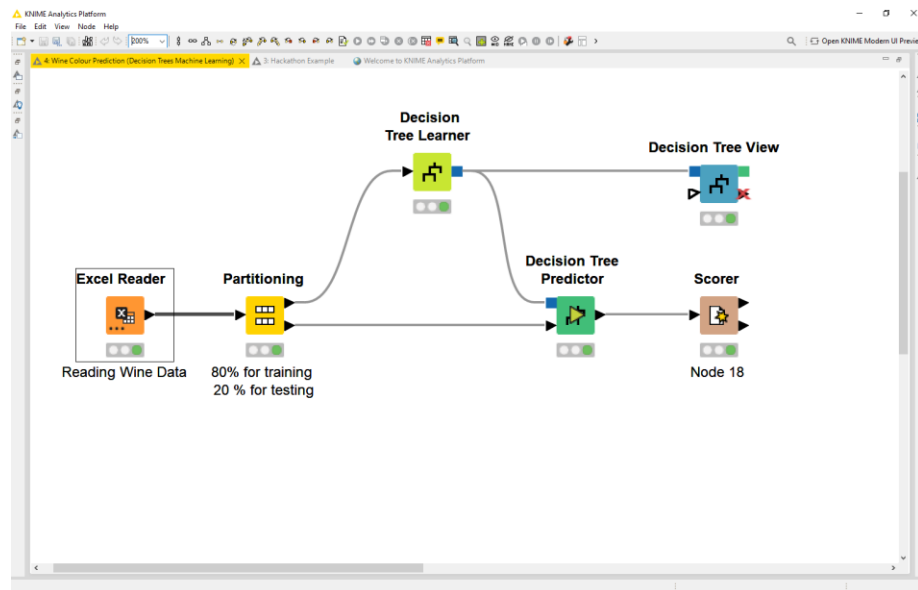 KNIME Analytics Platform
File Edit View Node Help
200%
Open KNIME Modern UI Previe
4: Wine Colour Prediction (Decision Trees Machine Learning)
3: Hackathon Example
Welcome to KNIME Analytics Platform
Decision
Tree Learner
Decision Tree View
Excel Reader
Partitioning
Decision Tree
Predictor
Scorer
Reading Wine Data
80% for training
20 % for testing
Node 18